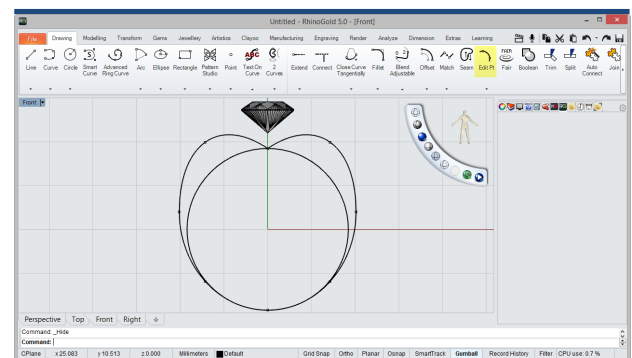 Untitled - RhinoGold 5.0 - [Front]
File Drawing Modelling Transform Gems Jewellery Artistics Clayoo Manufacturing Engraving Render Analyze Dimension Extras Learning
Line Curve Circle Smart Curve Advanced Ring Curve Arc Ellipse Rectangle Pattern Studio Point Text On Curve 2 Curves Extend Connect Close Curve Tangentially Fillet Blend Adjustable Offset Match Seam Edit Pt Fair Boolean Trim Split Auto Connect Join
Front
Perspective Top Front Right
Command: _Hide
Command:
CPlane x 25.083 y 10.513 z 0.000 Millimeters Default Grid Snap Ortho Planar Osnap SmartTrack Gumball Record History Filter CPU use: 0.7 %